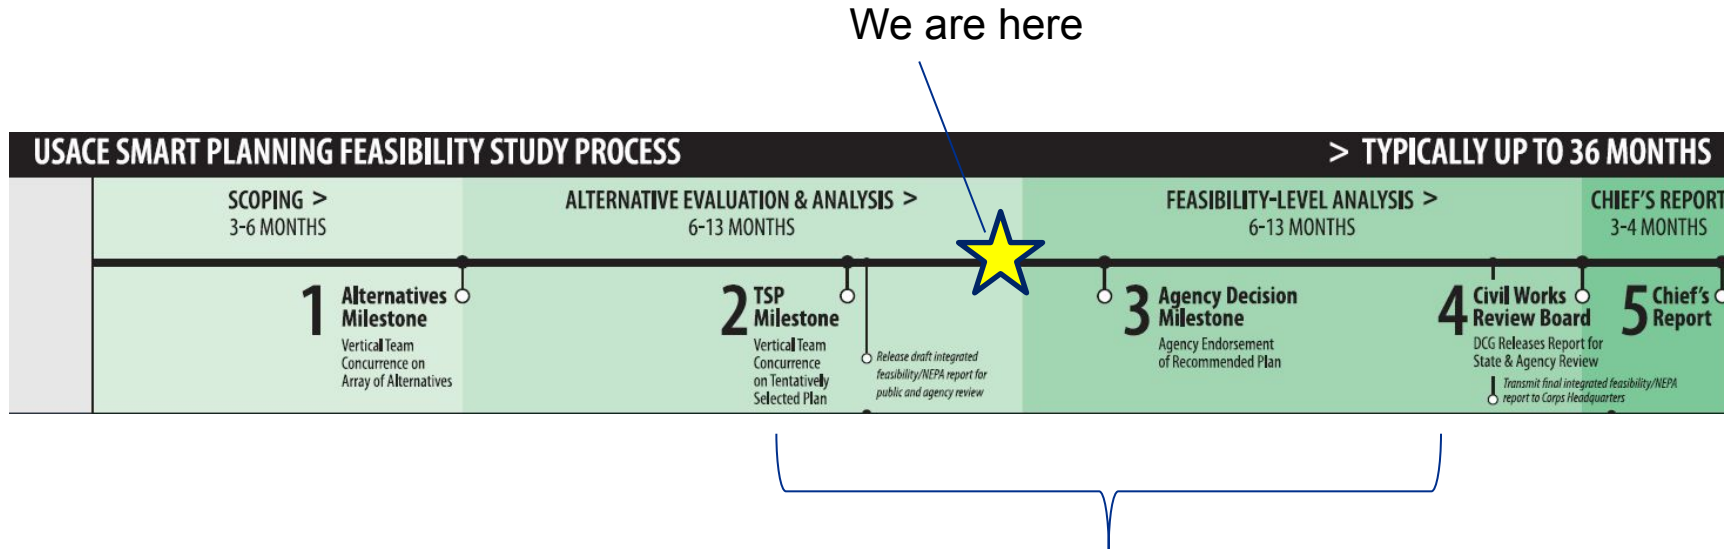 We are here
USACE SMART PLANNING FEASIBILITY STUDY PROCESS
> TYPICALLY UP TO 36 MONTHS
SCOPING >
3-6 MONTHS
ALTERNATIVE EVALUATION & ANALYSIS >
6-13 MONTHS
FEASIBILITY-LEVEL ANALYSIS >
6-13 MONTHS
CHIEF'S REPORT
3-4 MONTHS
1
Alternatives
Milestone
Vertical Team
Concurrence on
Array of Alternatives
2
TSP
Milestone
Vertical Team
Concurrence
on Tentatively
Selected Plan
Release draft integrated
feasibility/NEPA report for
public and agency review
3
Agency Decision
Milestone
Agency Endorsement
of Recommended Plan
4
Civil Works
Review Board
DCG Releases Report for
State & Agency Review
Transmit final integrated feasibility/NEPA
report to Corps Headquarters
5
Chief's
Report